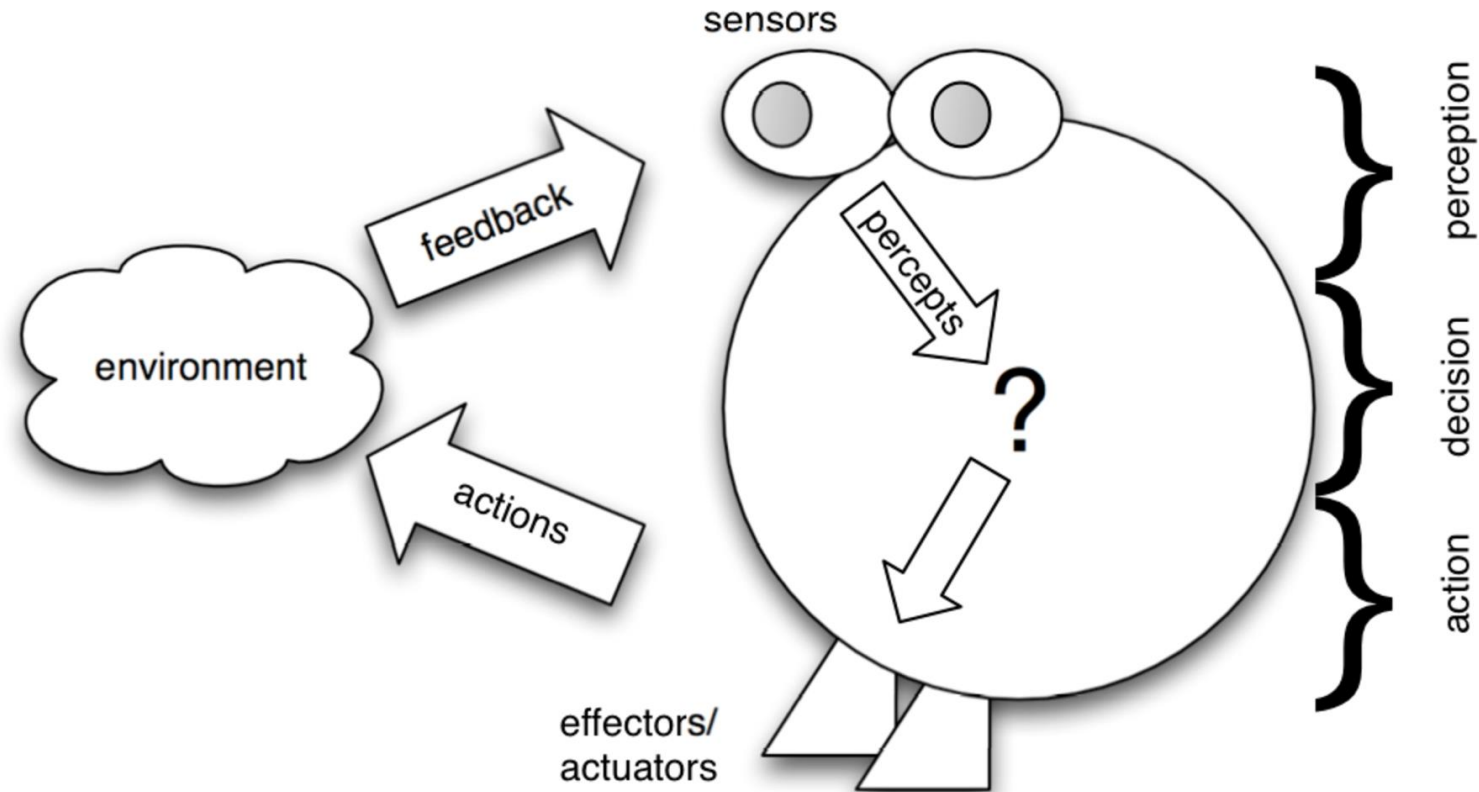 sensors
feedback
percepts
environment
?
actions
effectors/
actuators
perception
decision
action